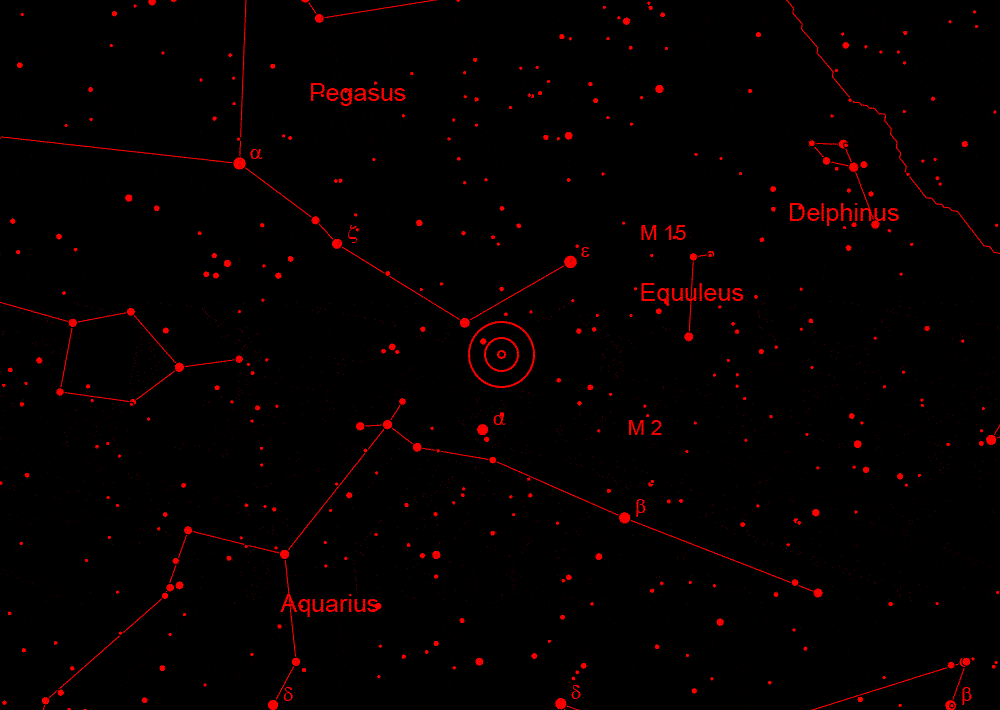 Pegasus
α
Delphinus
ζ
M 15
ε
Equuleus
α
M 2
β
Aquarius
δ
δ
β